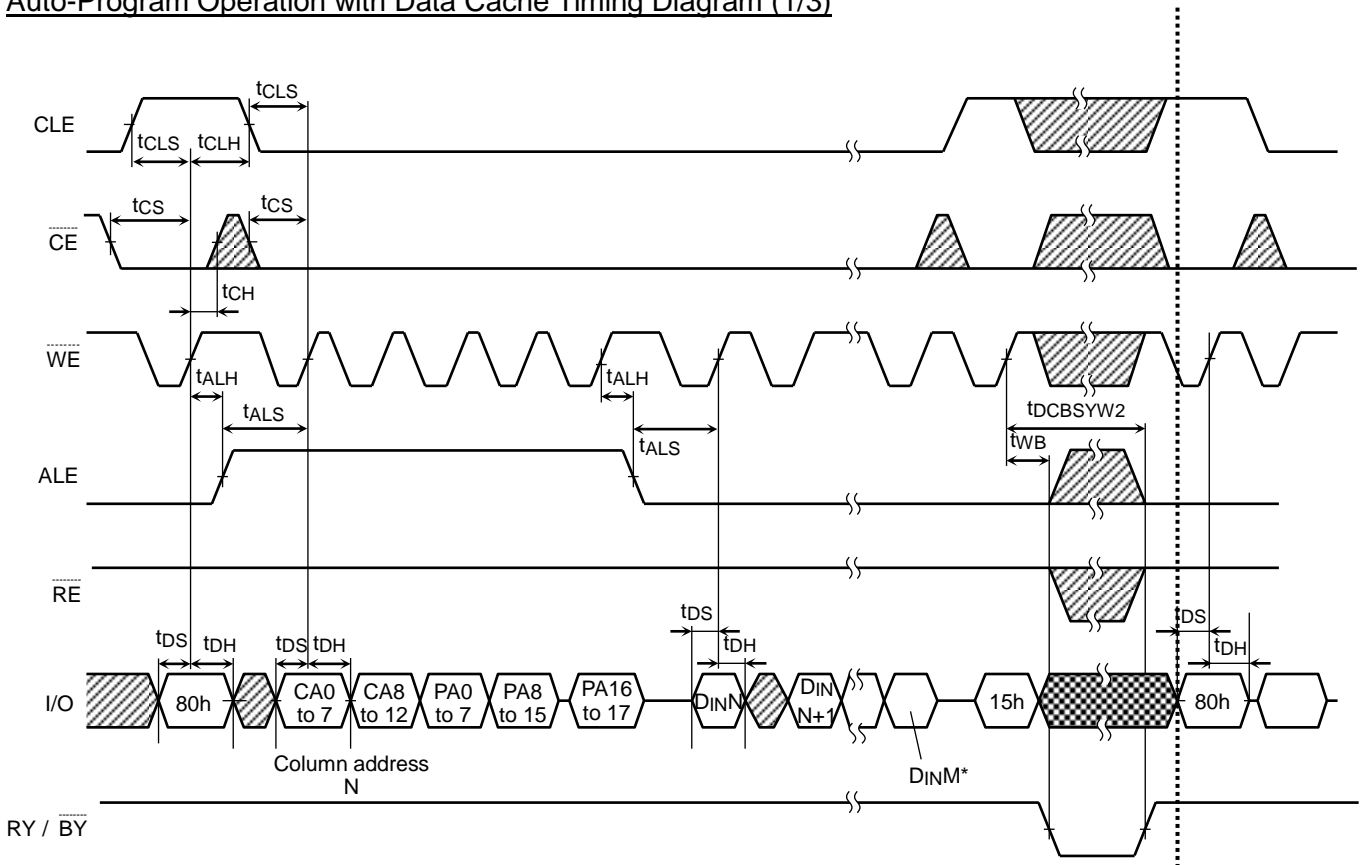 Auto-Program Operation with Data Cache Timing Diagram (1/3)
tCLS
CLE
tCLS tCLH
tCS tCS
CE
tCH
WE
tALH tALH
tDCBSYW2
tALS
tALS
tWB
ALE
RE
tDS tDH tDS tDH tDS tDH tDS tDH
I/O
80h
CA0
to 7
CA8
to 12
PA0
to 7
PA8
to 15
PA16
to 17
DINN
DIN
N+1
15h
80h
Column address
N
DINM*
RY / BY